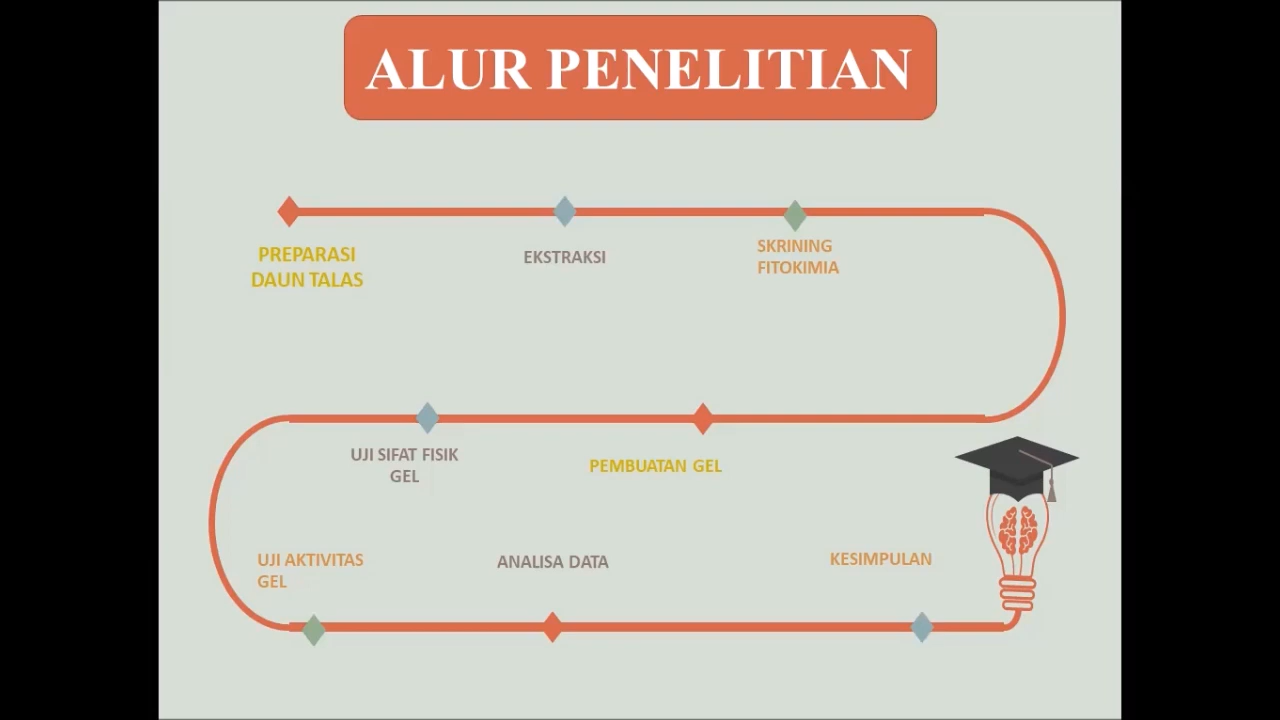 ALUR PENELITIAN
PREPARASI
DAUN TALAS
EKSTRAKSI
SKRINING
FITOKIMIA
UJI SIFAT FISIK
GEL
PEMBUATAN GEL
UJI AKTIVITAS
GEL
ANALISA DATA
KESIMPULAN